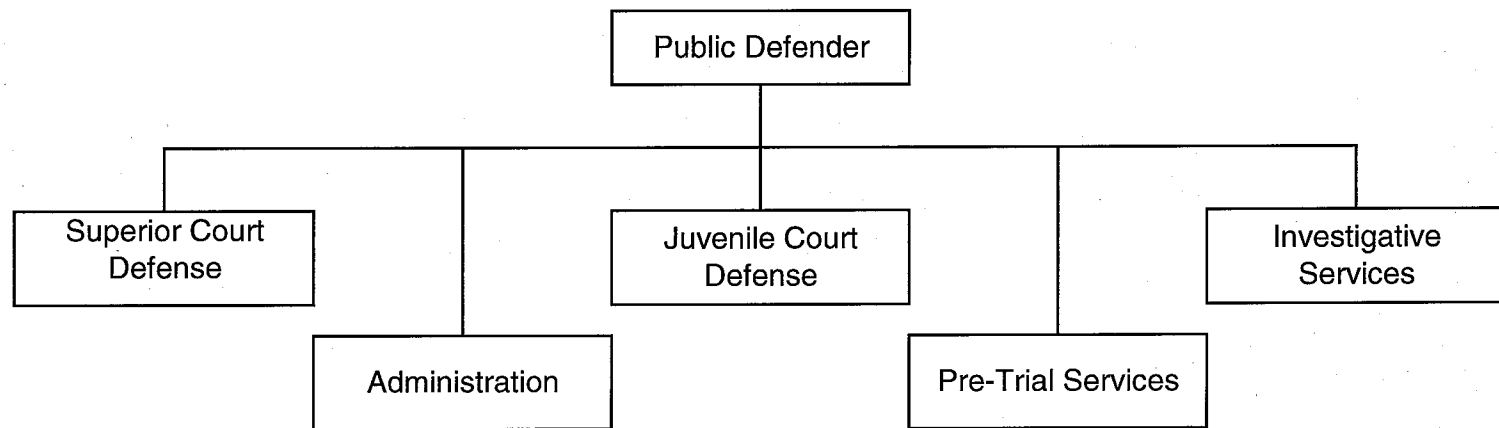 Public Defender
Superior Court
Defense
Juvenile Court
Defense
Investigative
Services
Administration
Pre-Trial Services